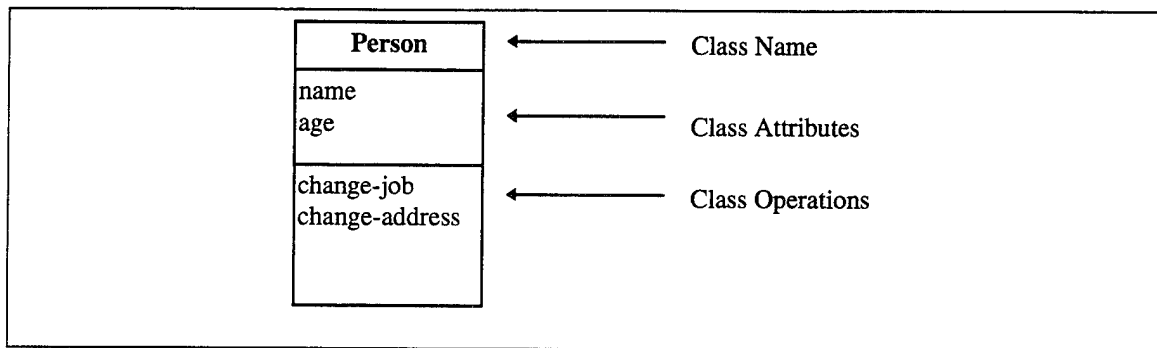 Person
Class Name
name
age
Class Attributes
change-job
change-address
Class Operations